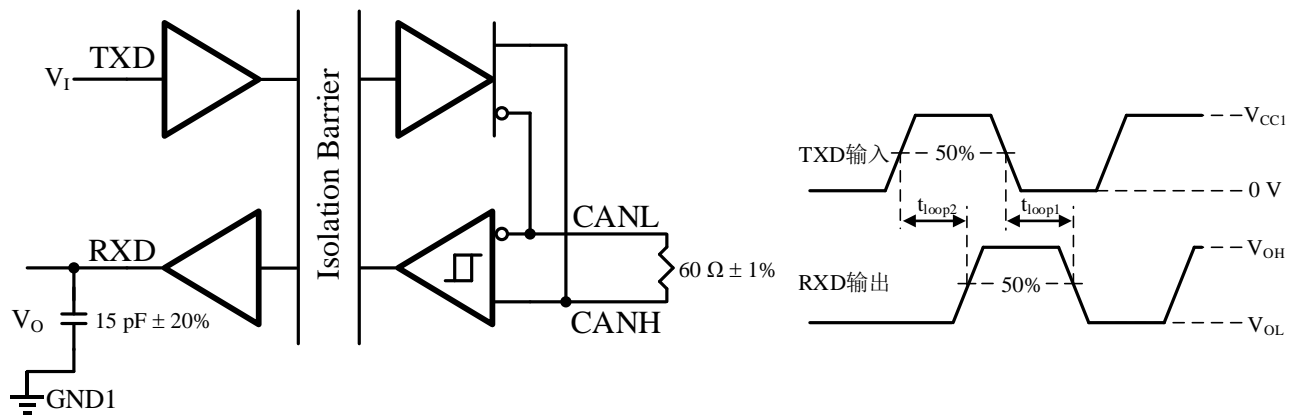 TXD
V_I
Isolation Barrier
CANL
RXD
60 Ω ± 1%
V_O
15 pF ± 20%
CANH
GND1
V_CC1
TXD输入
50%
0 V
t_loop2
t_loop1
V_OH
RXD输出
50%
V_OL